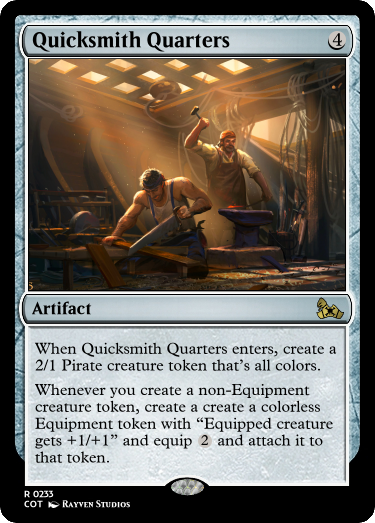 Quicksmith Quarters 4
Artifact
When Quicksmith Quarters enters, create a
2/1 Pirate creature token that's all colors.
Whenever you create a non-Equipment
creature token, create a create a colorless
Equipment token with “Equipped creature
gets +1/+1” and equip 2 and attach it to
that token.
R 0233
COT Rayven Studios